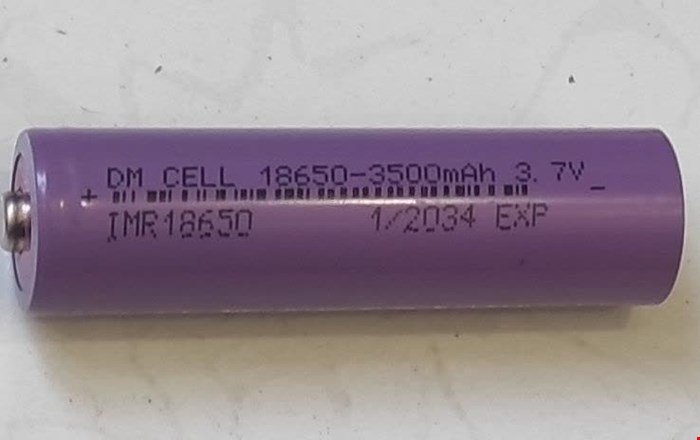 DM CELL 18650-3500mAh 3.7V
+ -
IMR18650 1/2034 EXP